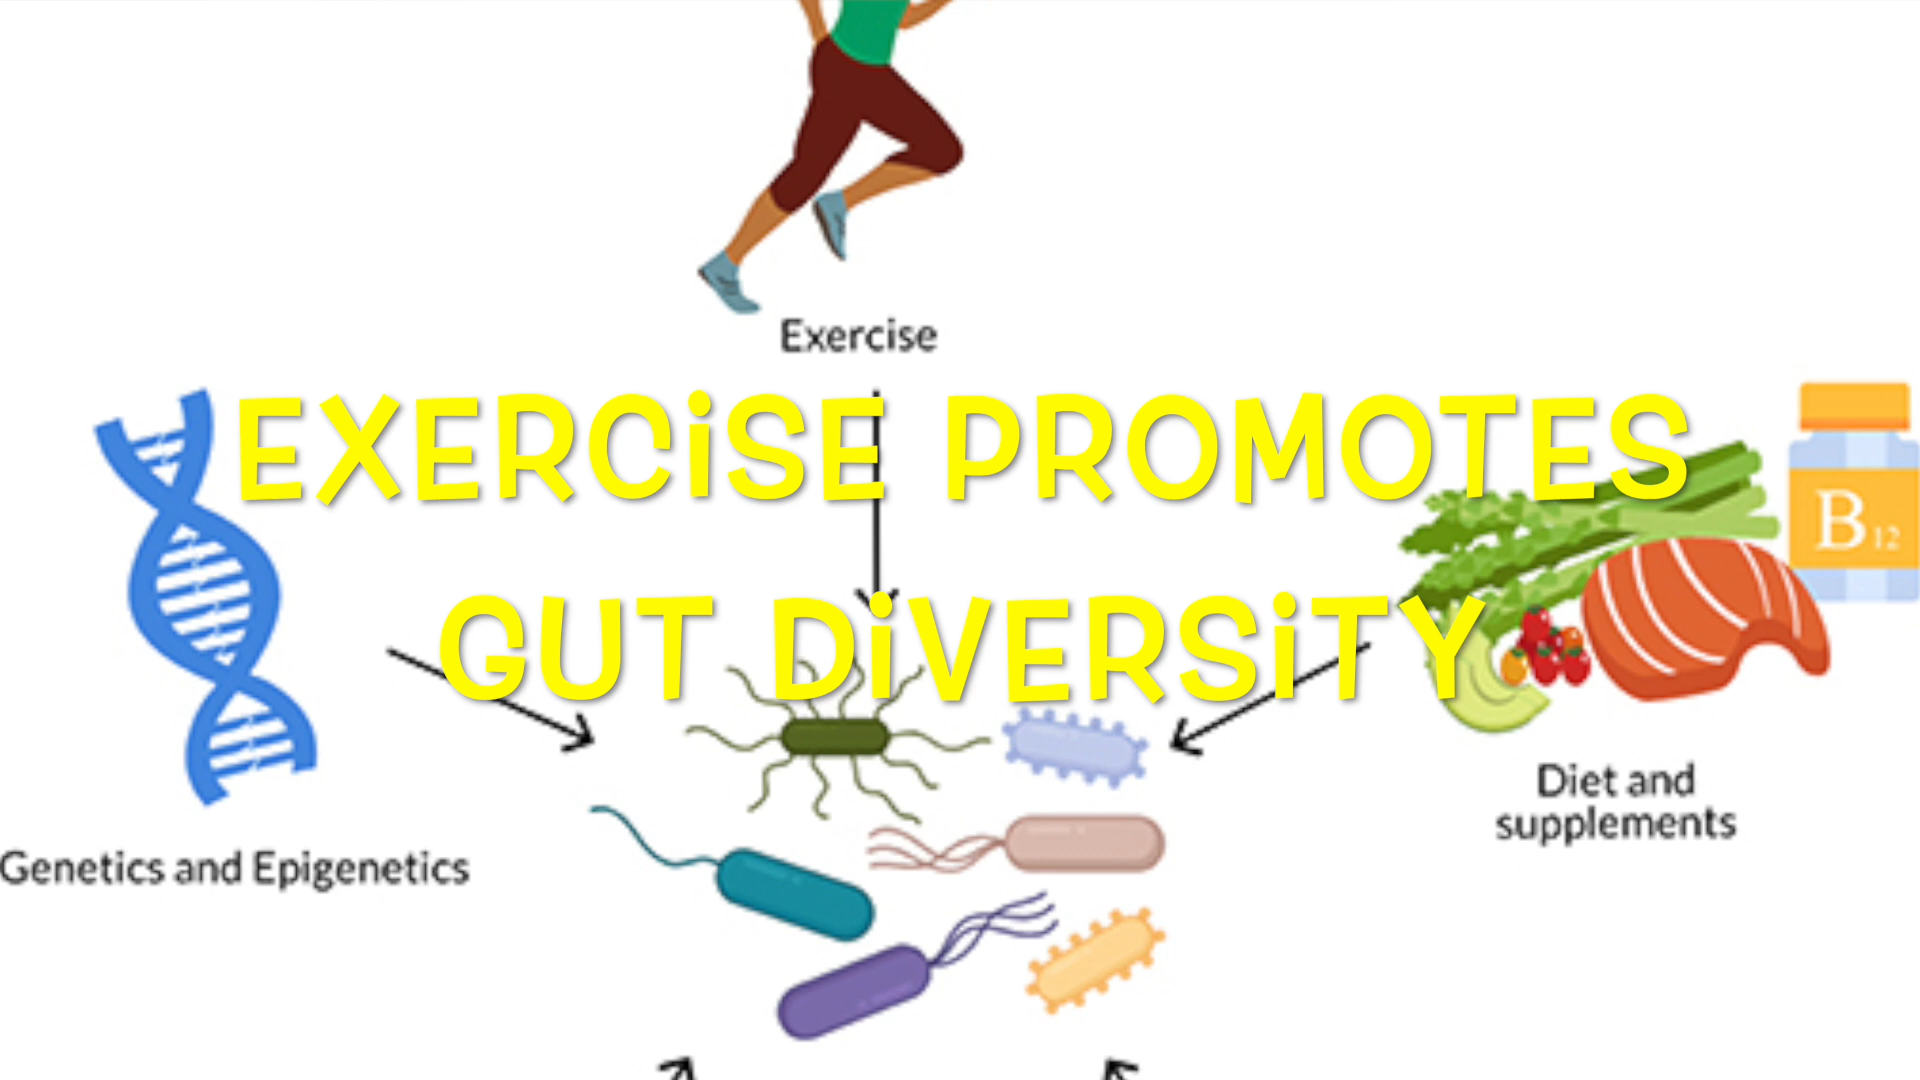 Exercise
EXERCiSE PROMOTES
GUT DiVERSiTY
B12
Diet and
supplements
Genetics and Epigenetics